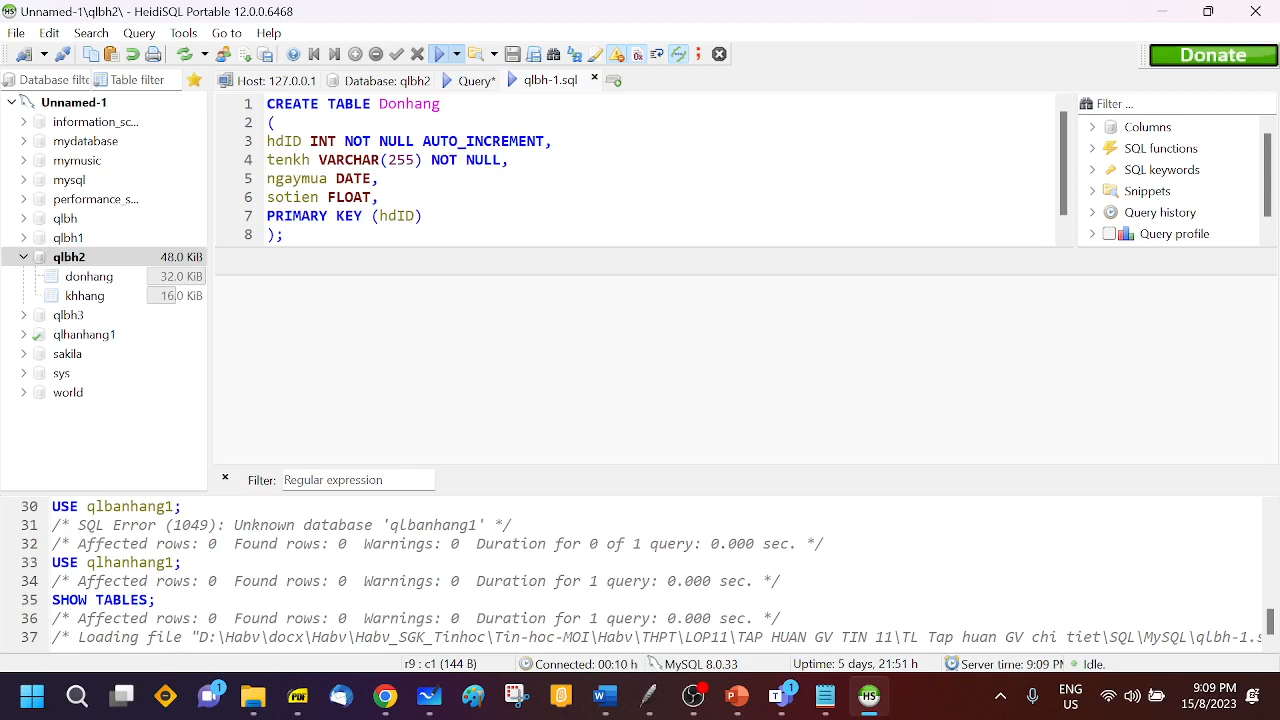 Unnamed-1\qlbh2\ - HeidiSQL Portable 12.0.0.6468
File Edit Search Query Tools Go to Help
Donate
Database filt Table filter
Host: 127.0.0.1 Database: qlbh2 Query* qlbh-1.sql
Unnamed-1
information_sc...
mydatabase
mymusic
mysql
performance_s...
qlbh
qlbh1
qlbh2 48.0 KiB
donhang 32.0 KiB
khhang 16.0 KiB
qlbh3
qlhanhang1
sakila
sys
world
1 CREATE TABLE Donhang
2 (
3 hdID INT NOT NULL AUTO_INCREMENT,
4 tenkh VARCHAR(255) NOT NULL,
5 ngaymua DATE,
6 sotien FLOAT,
7 PRIMARY KEY (hdID)
8 );
Filter ...
Columns
SQL functions
SQL keywords
Snippets
Query history
Query profile
Filter: Regular expression
30 USE qlbanhang1;
31 /* SQL Error (1049): Unknown database 'qlbanhang1' */
32 /* Affected rows: 0 Found rows: 0 Warnings: 0 Duration for 0 of 1 query: 0.000 sec. */
33 USE qlhanhang1;
34 /* Affected rows: 0 Found rows: 0 Warnings: 0 Duration for 1 query: 0.000 sec. */
35 SHOW TABLES;
36 /* Affected rows: 0 Found rows: 0 Warnings: 0 Duration for 1 query: 0.000 sec. */
37 /* Loading file "D:\Habv\docx\Habv\Habv_SGK_Tinhoc\Tin-hoc-MOI\Habv\THPT\LOP11\TAP HUAN GV TIN 11\TL Tap huan GV chi tiet\SQL\MySQL\qlbh-1.s
r9 : c1 (144 B) Connected: 00:10 h MySQL 8.0.33 Uptime: 5 days, 21:51 h Server time: 9:09 PM Idle.
ENG
US
9:09 PM
15/8/2023